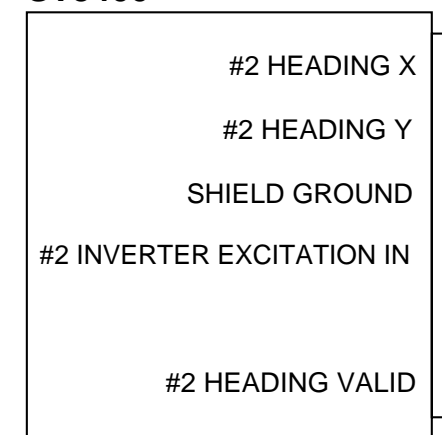 #2 HEADING X
#2 HEADING Y
SHIELD GROUND
#2 INVERTER EXCITATION IN
#2 HEADING VALID